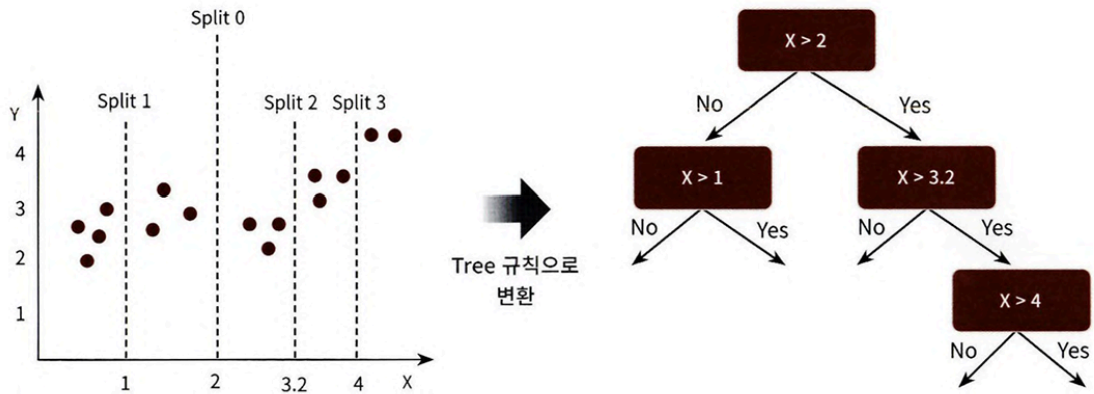 Split 0
Split 1
Split 2
Split 3
Y
4
3
2
1
1
2
3.2
4
X
Tree 규칙으로
변환
X > 2
No
Yes
X > 1
X > 3.2
No
Yes
No
Yes
X > 4
No
Yes